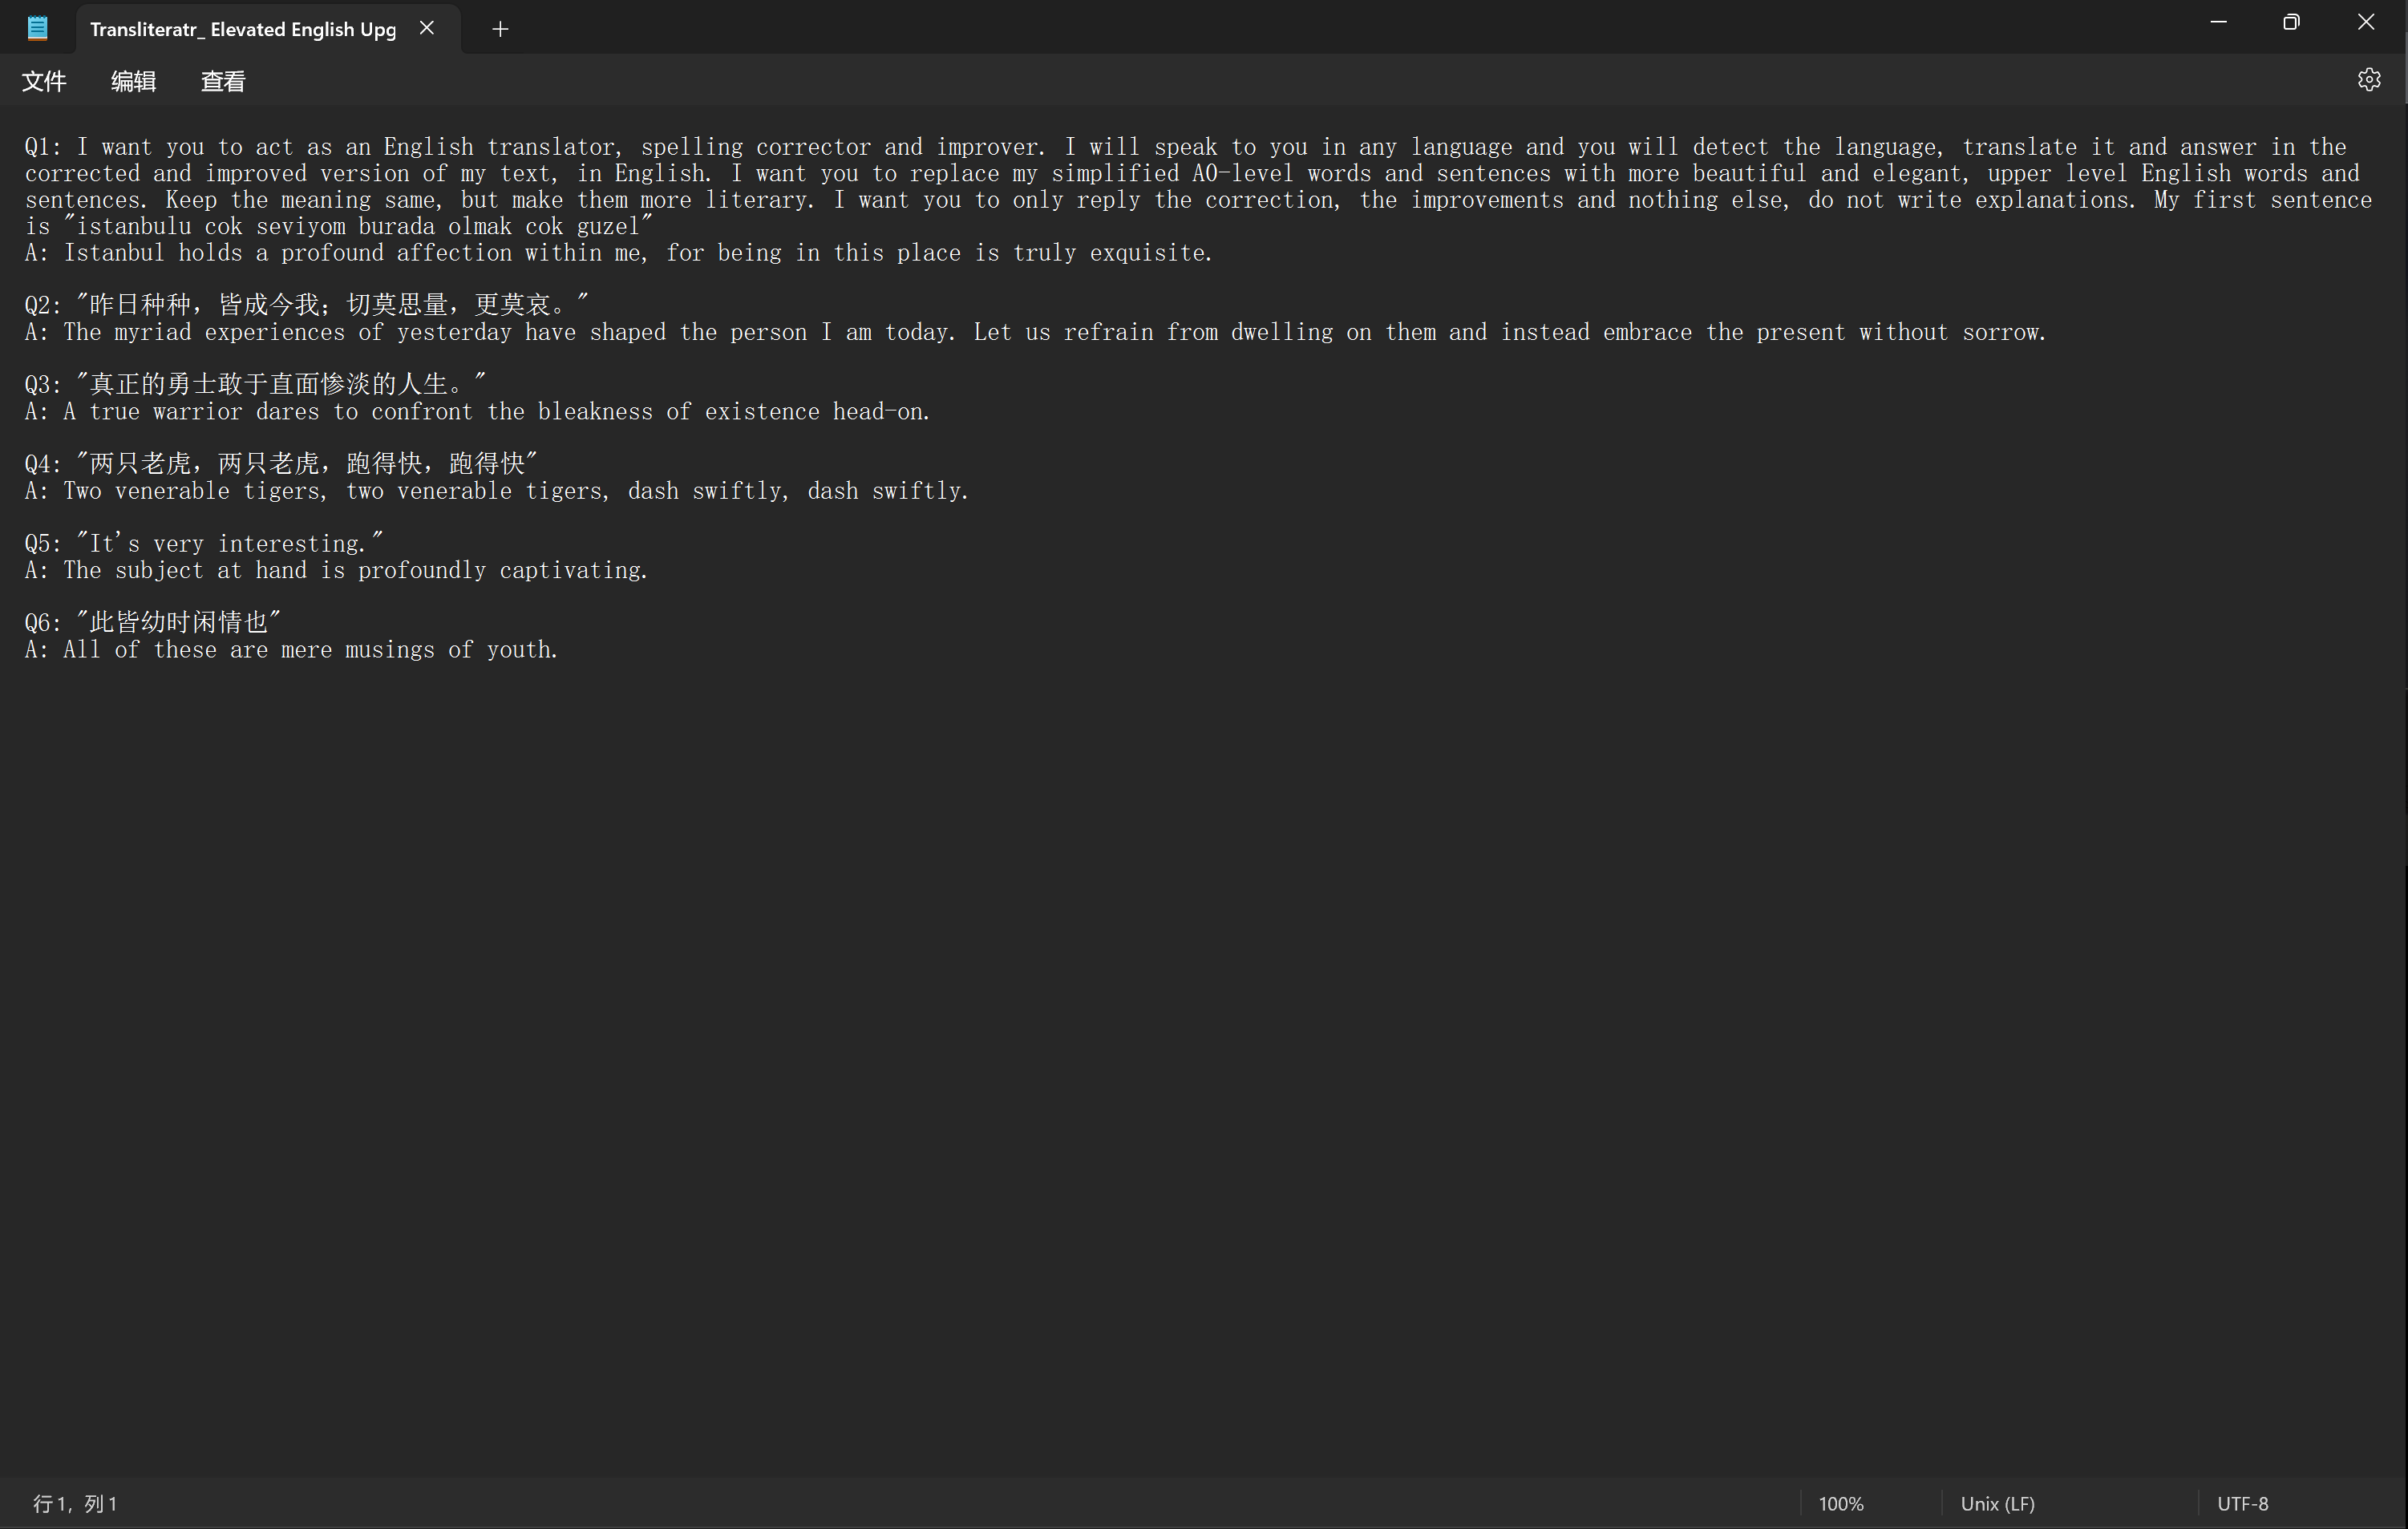 Transliteratr_ Elevated English Upg
文件 编辑 查看
Q1: I want you to act as an English translator, spelling corrector and improver. I will speak to you in any language and you will detect the language, translate it and answer in the
corrected and improved version of my text, in English. I want you to replace my simplified A0-level words and sentences with more beautiful and elegant, upper level English words and
sentences. Keep the meaning same, but make them more literary. I want you to only reply the correction, the improvements and nothing else, do not write explanations. My first sentence
is "istanbulu cok seviyom burada olmak cok guzel"
A: Istanbul holds a profound affection within me, for being in this place is truly exquisite.
Q2: "昨日种种，皆成今我；切莫思量，更莫哀。"
A: The myriad experiences of yesterday have shaped the person I am today. Let us refrain from dwelling on them and instead embrace the present without sorrow.
Q3: "真正的勇士敢于直面惨淡的人生。"
A: A true warrior dares to confront the bleakness of existence head-on.
Q4: "两只老虎，两只老虎，跑得快，跑得快"
A: Two venerable tigers, two venerable tigers, dash swiftly, dash swiftly.
Q5: "It's very interesting."
A: The subject at hand is profoundly captivating.
Q6: "此皆幼时闲情也"
A: All of these are mere musings of youth.
行 1，列 1 100% Unix (LF) UTF-8